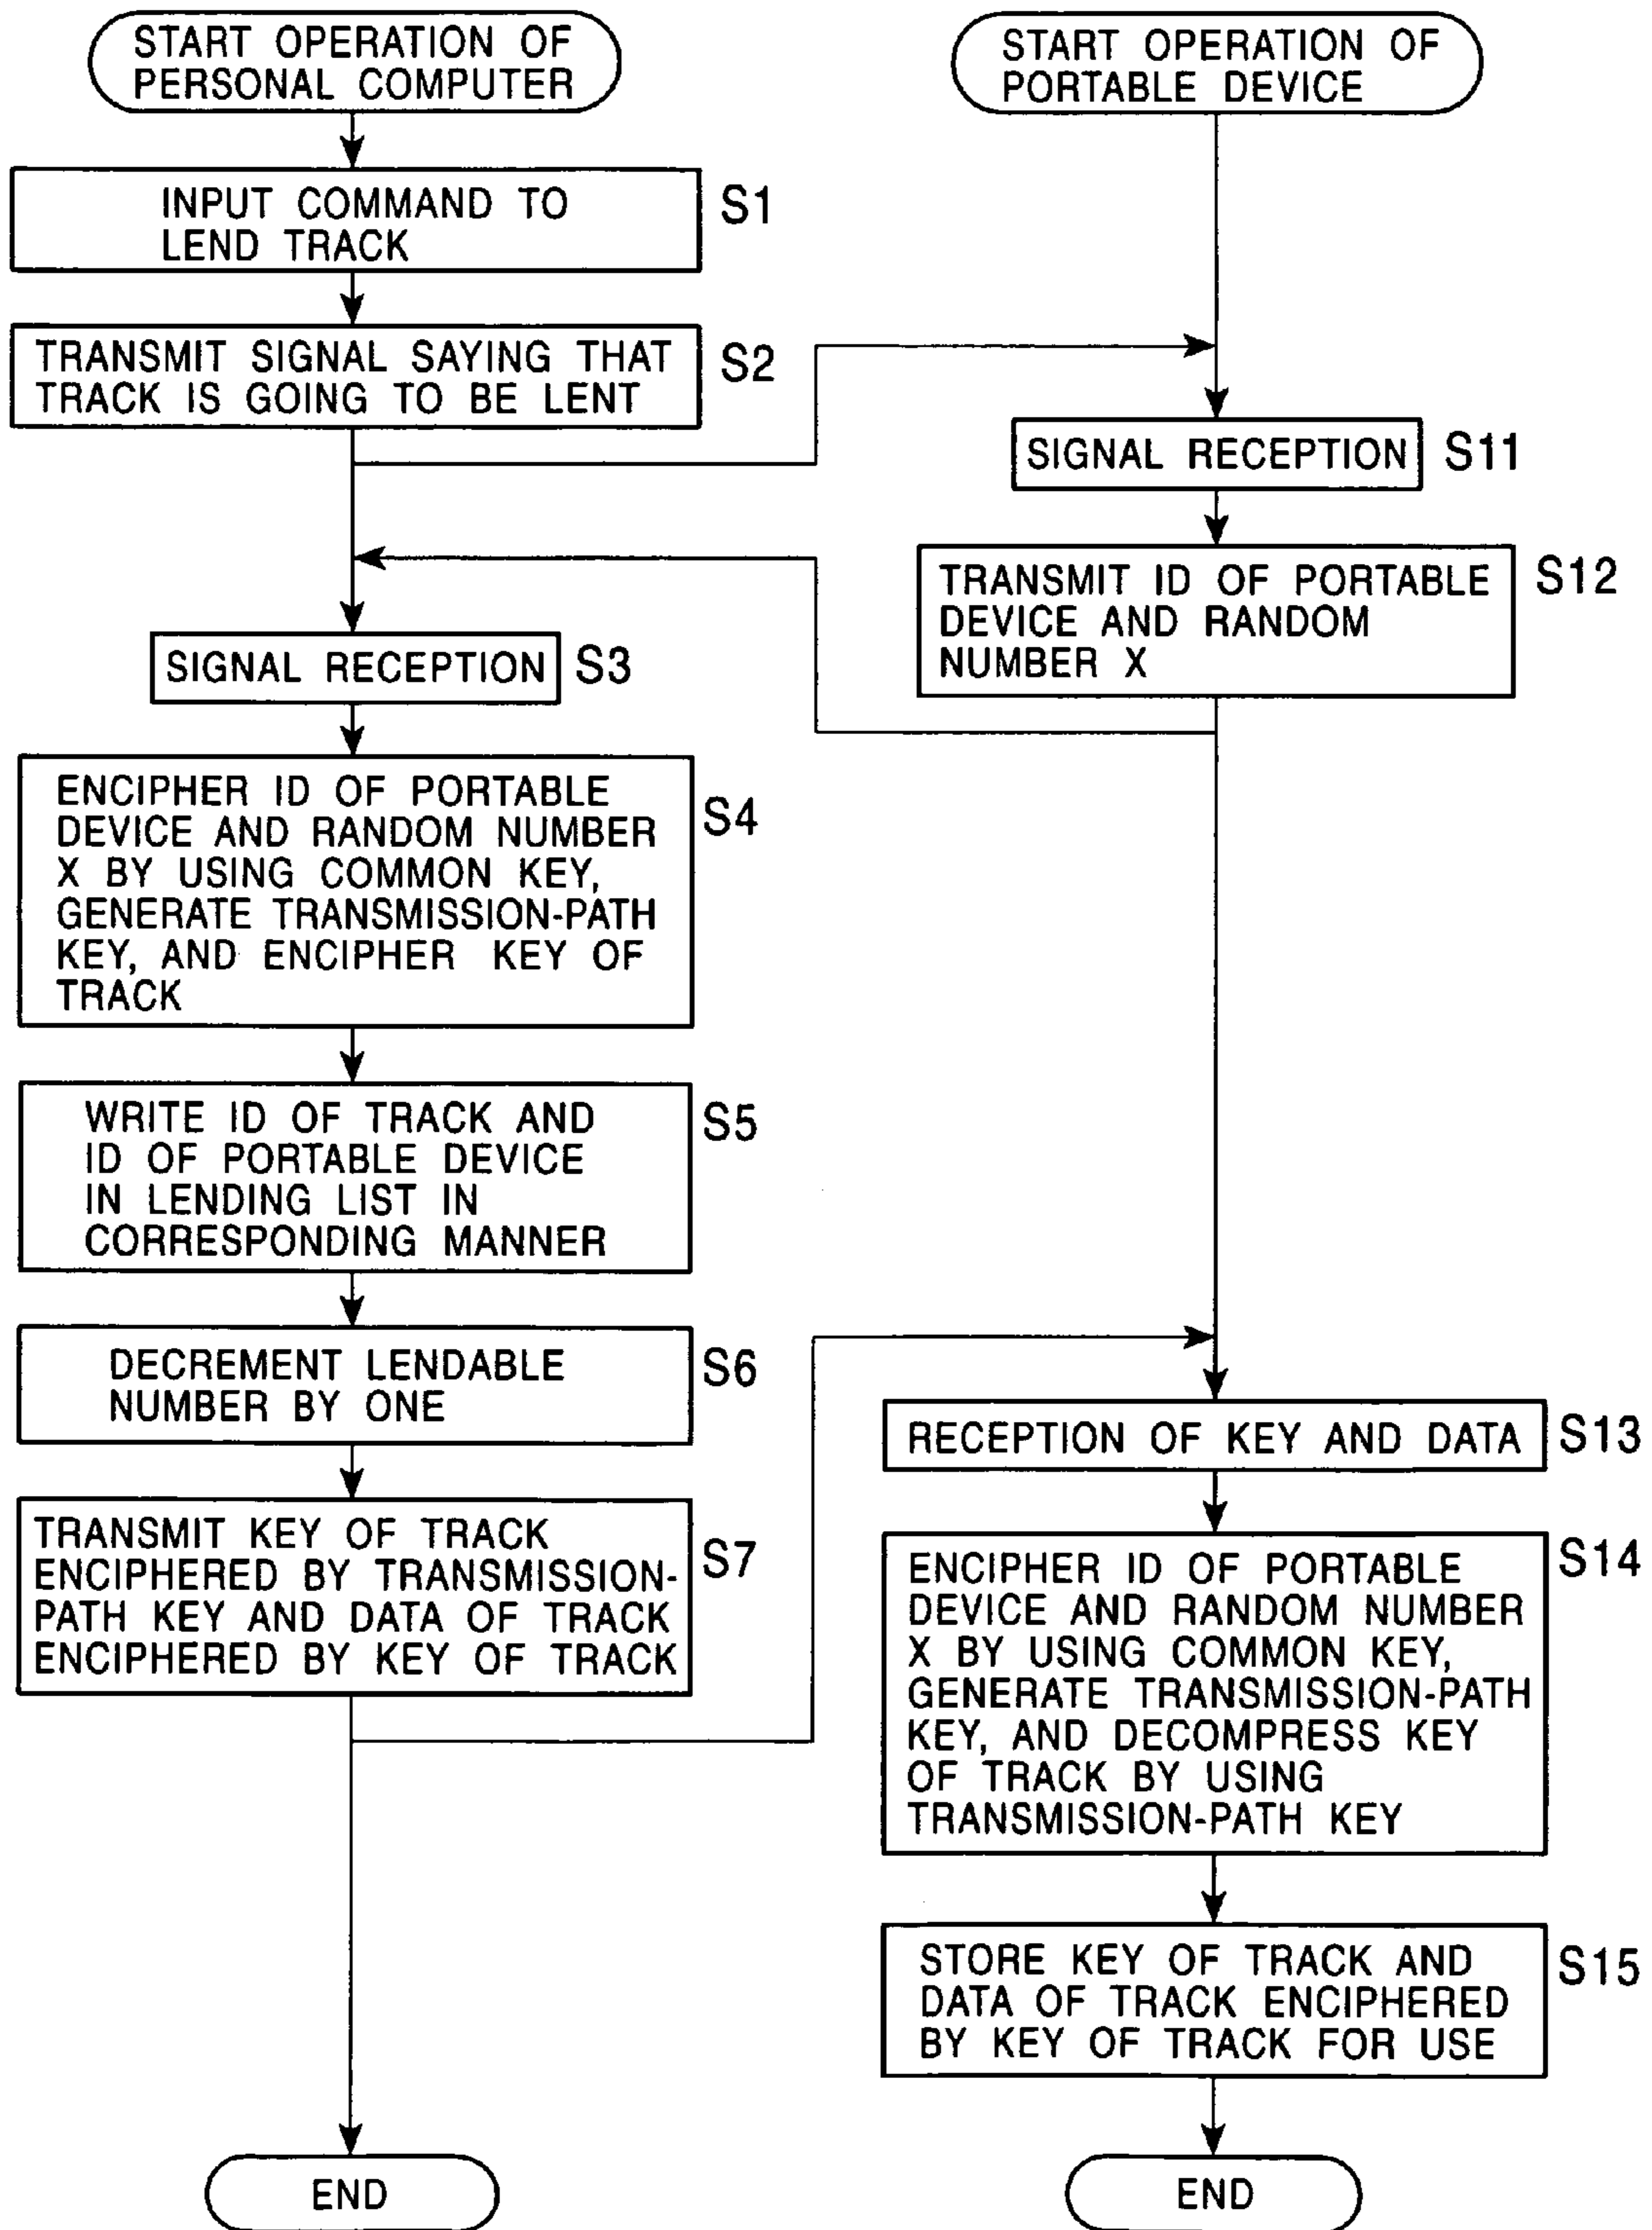 START OPERATION OF
PERSONAL COMPUTER
INPUT COMMAND TO
LEND TRACK
S1
TRANSMIT SIGNAL SAYING THAT
TRACK IS GOING TO BE LENT
S2
SIGNAL RECEPTION
S3
ENCIPHER ID OF PORTABLE
DEVICE AND RANDOM NUMBER
X BY USING COMMON KEY,
GENERATE TRANSMISSION-PATH
KEY, AND ENCIPHER KEY OF
TRACK
S4
WRITE ID OF TRACK AND
ID OF PORTABLE DEVICE
IN LENDING LIST IN
CORRESPONDING MANNER
S5
DECREMENT LENDABLE
NUMBER BY ONE
S6
TRANSMIT KEY OF TRACK
ENCIPHERED BY TRANSMISSION-
PATH KEY AND DATA OF TRACK
ENCIPHERED BY KEY OF TRACK
S7
END
START OPERATION OF
PORTABLE DEVICE
SIGNAL RECEPTION
S11
TRANSMIT ID OF PORTABLE
DEVICE AND RANDOM
NUMBER X
S12
RECEPTION OF KEY AND DATA
S13
ENCIPHER ID OF PORTABLE
DEVICE AND RANDOM NUMBER
X BY USING COMMON KEY,
GENERATE TRANSMISSION-PATH
KEY, AND DECOMPRESS KEY
OF TRACK BY USING
TRANSMISSION-PATH KEY
S14
STORE KEY OF TRACK AND
DATA OF TRACK ENCIPHERED
BY KEY OF TRACK FOR USE
S15
END